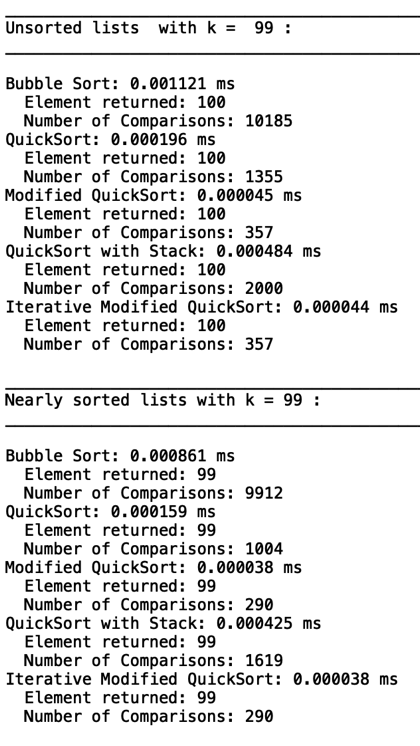 Unsorted lists  with k =  99 :
Bubble Sort: 0.001121 ms
Element returned: 100
Number of Comparisons: 10185
QuickSort: 0.000196 ms
Element returned: 100
Number of Comparisons: 1355
Modified QuickSort: 0.000045 ms
Element returned: 100
Number of Comparisons: 357
QuickSort with Stack: 0.000484 ms
Element returned: 100
Number of Comparisons: 2000
Iterative Modified QuickSort: 0.000044 ms
Element returned: 100
Number of Comparisons: 357
Nearly sorted lists with k = 99 :
Bubble Sort: 0.000861 ms
Element returned: 99
Number of Comparisons: 9912
QuickSort: 0.000159 ms
Element returned: 99
Number of Comparisons: 1004
Modified QuickSort: 0.000038 ms
Element returned: 99
Number of Comparisons: 290
QuickSort with Stack: 0.000425 ms
Element returned: 99
Number of Comparisons: 1619
Iterative Modified QuickSort: 0.000038 ms
Element returned: 99
Number of Comparisons: 290